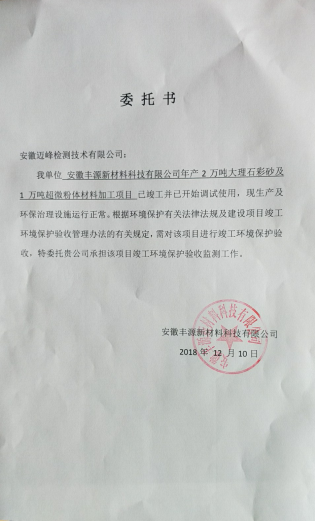 委托书
安徽迈峰检测技术有限公司:
我单位 安徽丰源新材料科技有限公司年产2万吨大理石彩砂及
1万吨超微粉体材料加工项目 已竣工并已开始调试使用，现生产及
环保治理设施运行正常。根据环境保护有关法律法规及建设项目竣工
环境保护验收管理办法的有关规定，需对该项目进行竣工环境保护验
收，特委托贵公司承担该项目竣工环境保护验收监测工作。
安徽丰源新材料科技有限公司
2018 年 12 月 10 日